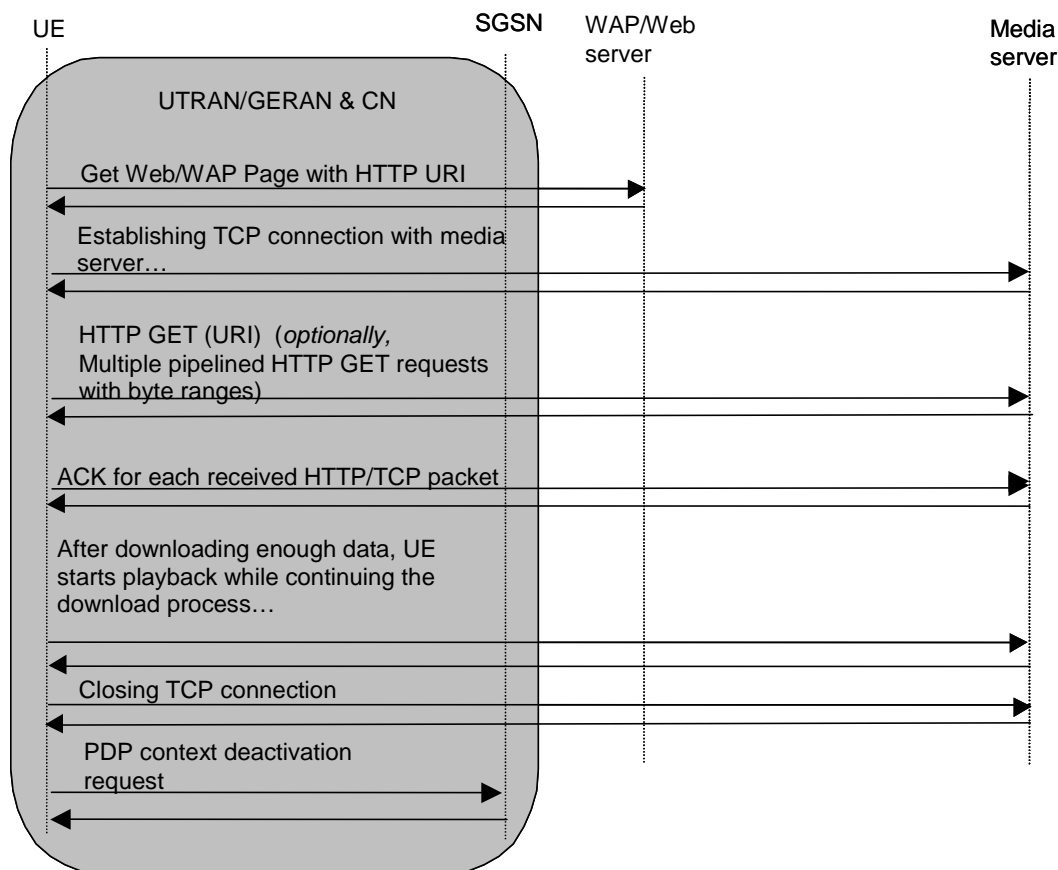 UE
SGSN
WAP/Web
server
Media
server
UTRAN/GERAN & CN
Get Web/WAP Page with HTTP URI
Establishing TCP connection with media
server…
HTTP GET (URI) (optionally,
Multiple pipelined HTTP GET requests
with byte ranges)
ACK for each received HTTP/TCP packet
After downloading enough data, UE
starts playback while continuing the
download process…
Closing TCP connection
PDP context deactivation
request